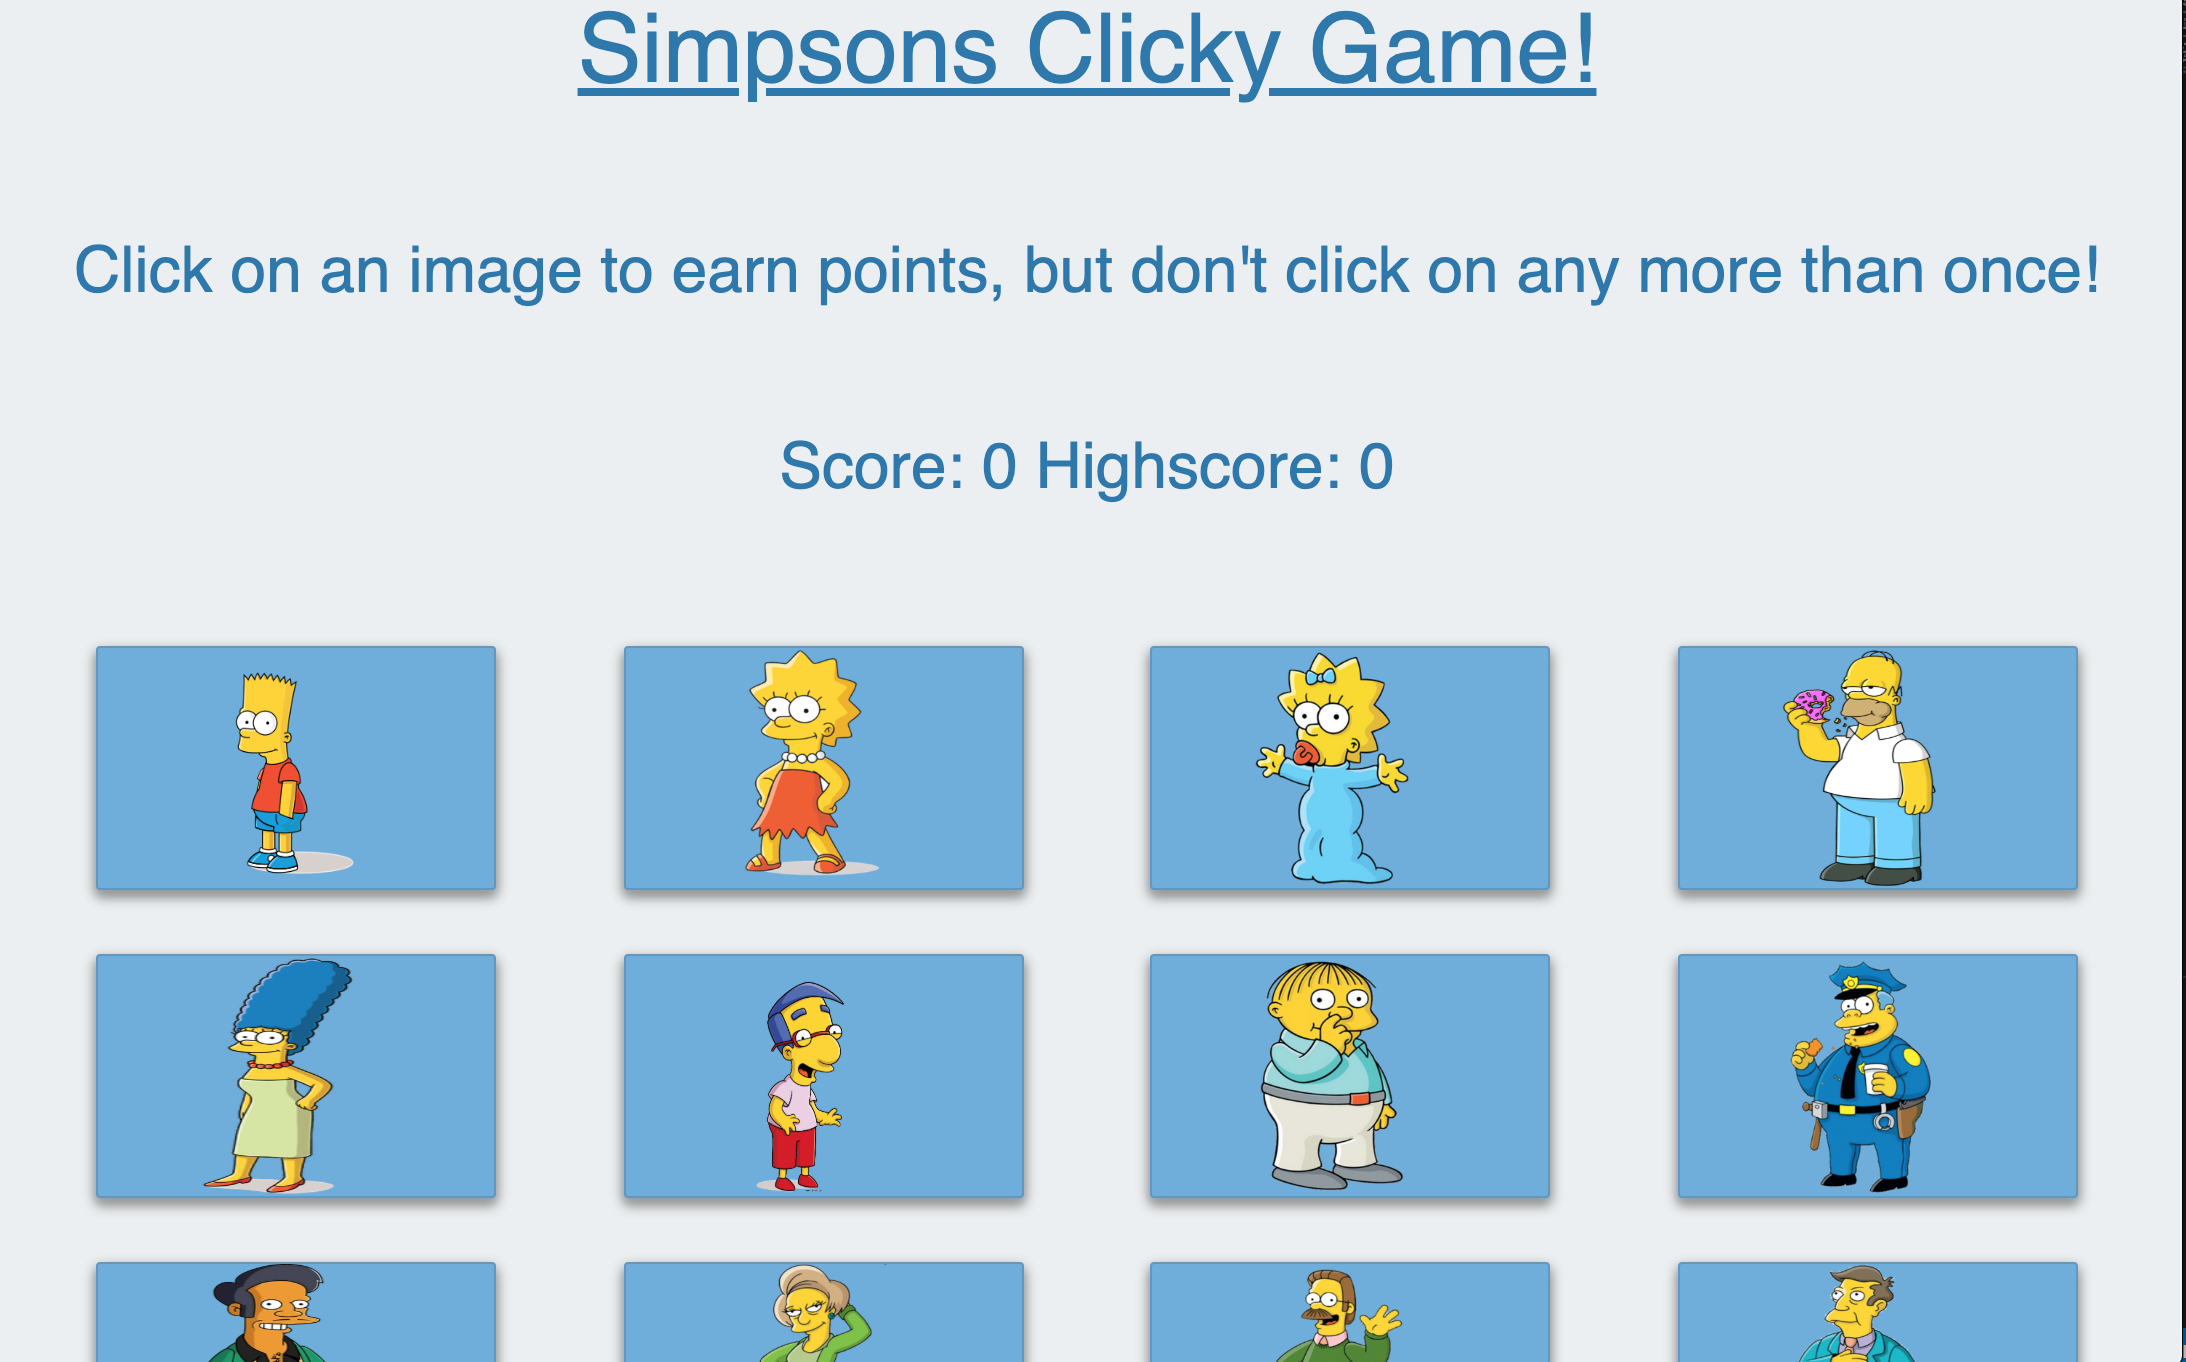 Simpsons Clicky Game!
Click on an image to earn points, but don't click on any more than once!
Score: 0 Highscore: 0